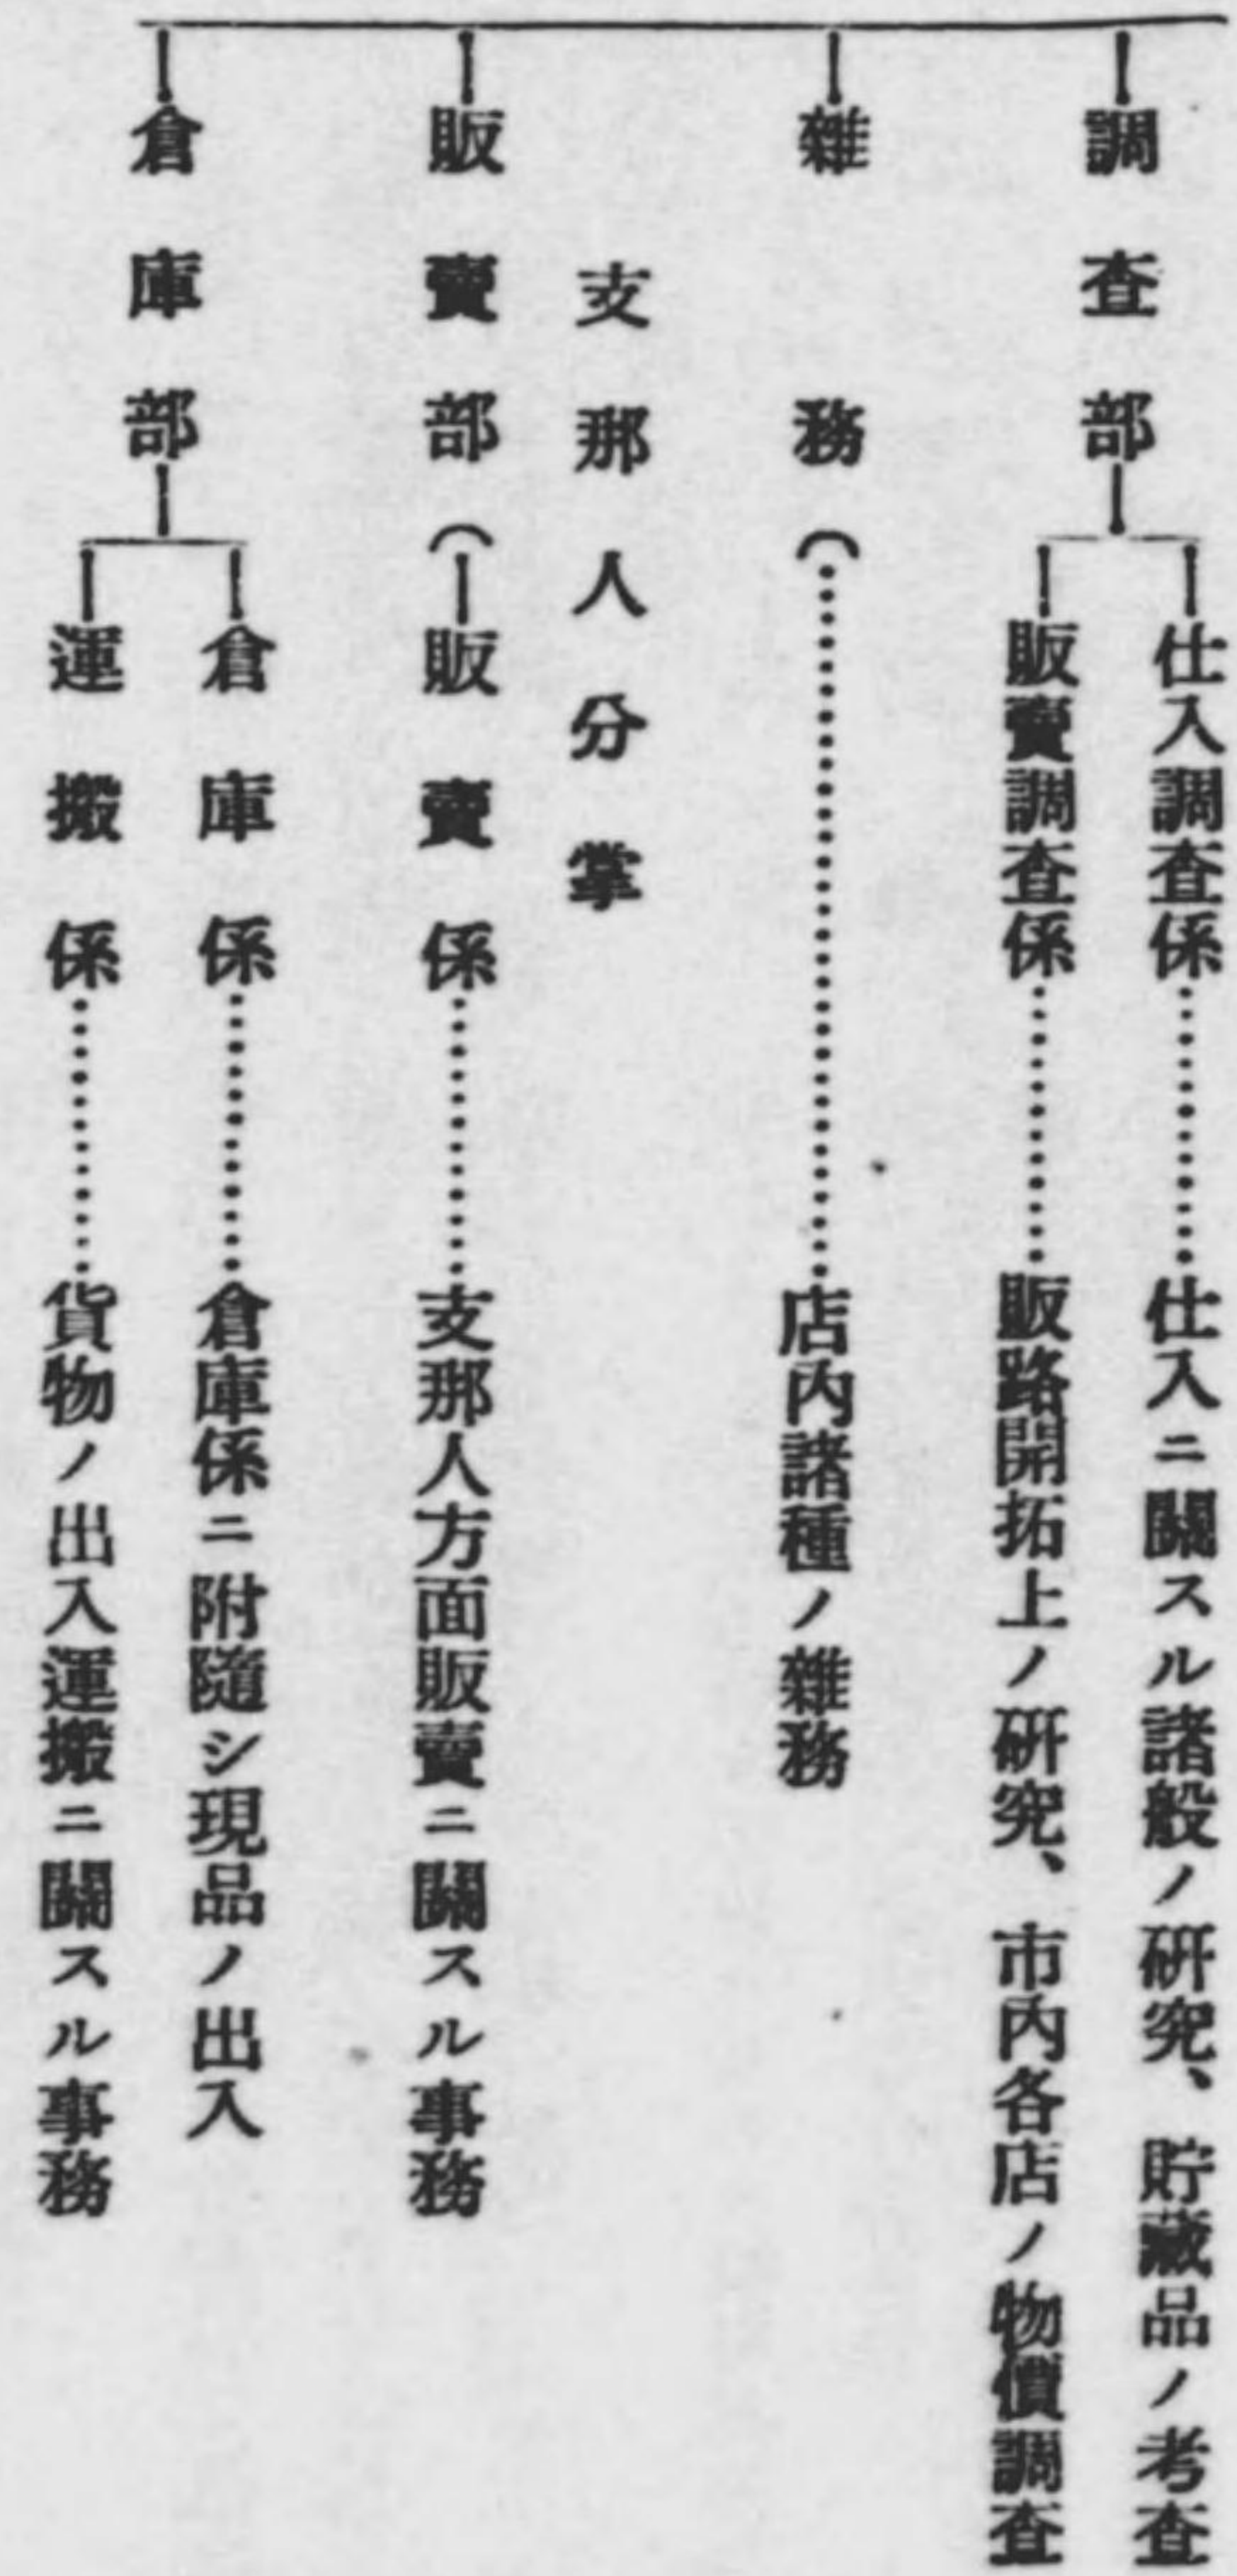 調査部
仕入調査係…………仕入ニ關スル諸般ノ硏究、貯藏品ノ考査
販賣調査係…………販路開拓上ノ硏究、市內各店ノ物價調査
雜務(……………………………店內諸種ノ雜務
支那人分掌
販賣部(販賣係…………支那人方面販賣ニ關スル事務
倉庫部
倉庫係…………倉庫係ニ附隨シ現品ノ出入
運搬係…………貨物ノ出入運搬ニ關スル事務